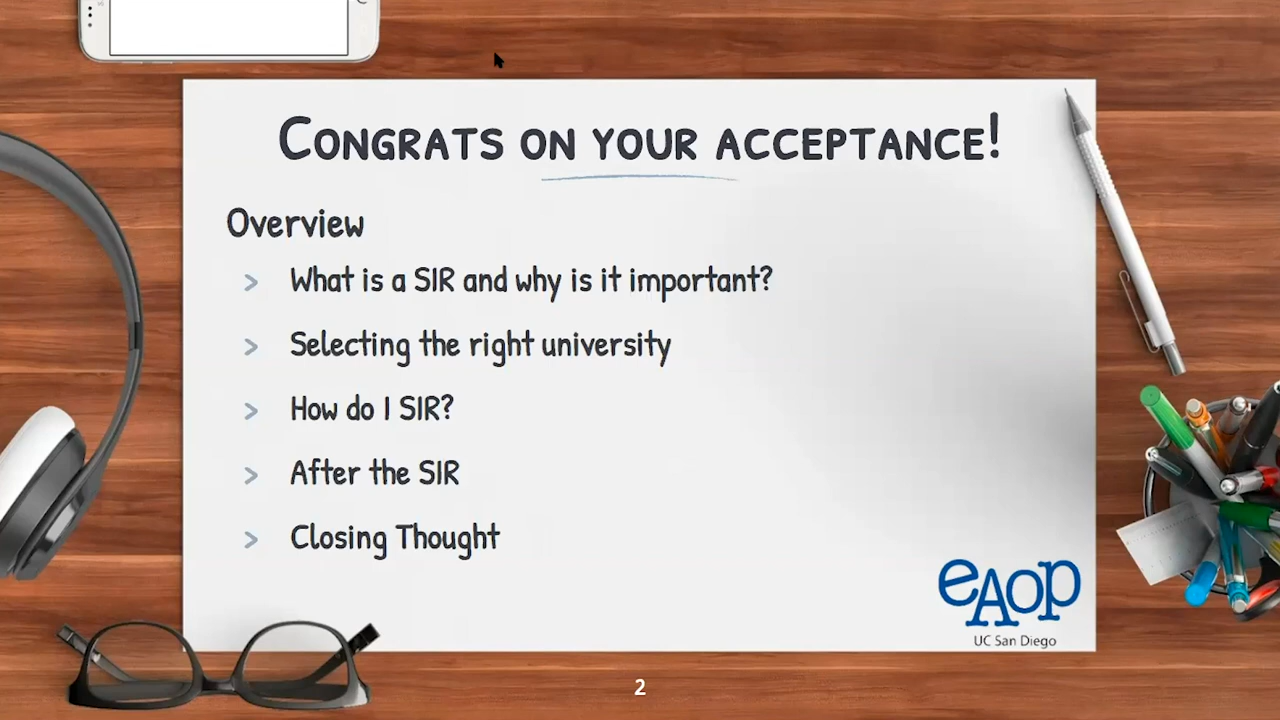 Congrats on your acceptance!
Overview
> What is a SIR and why is it important?
> Selecting the right university
> How do I SIR?
> After the SIR
> Closing Thought
eAOP
UC San Diego
2